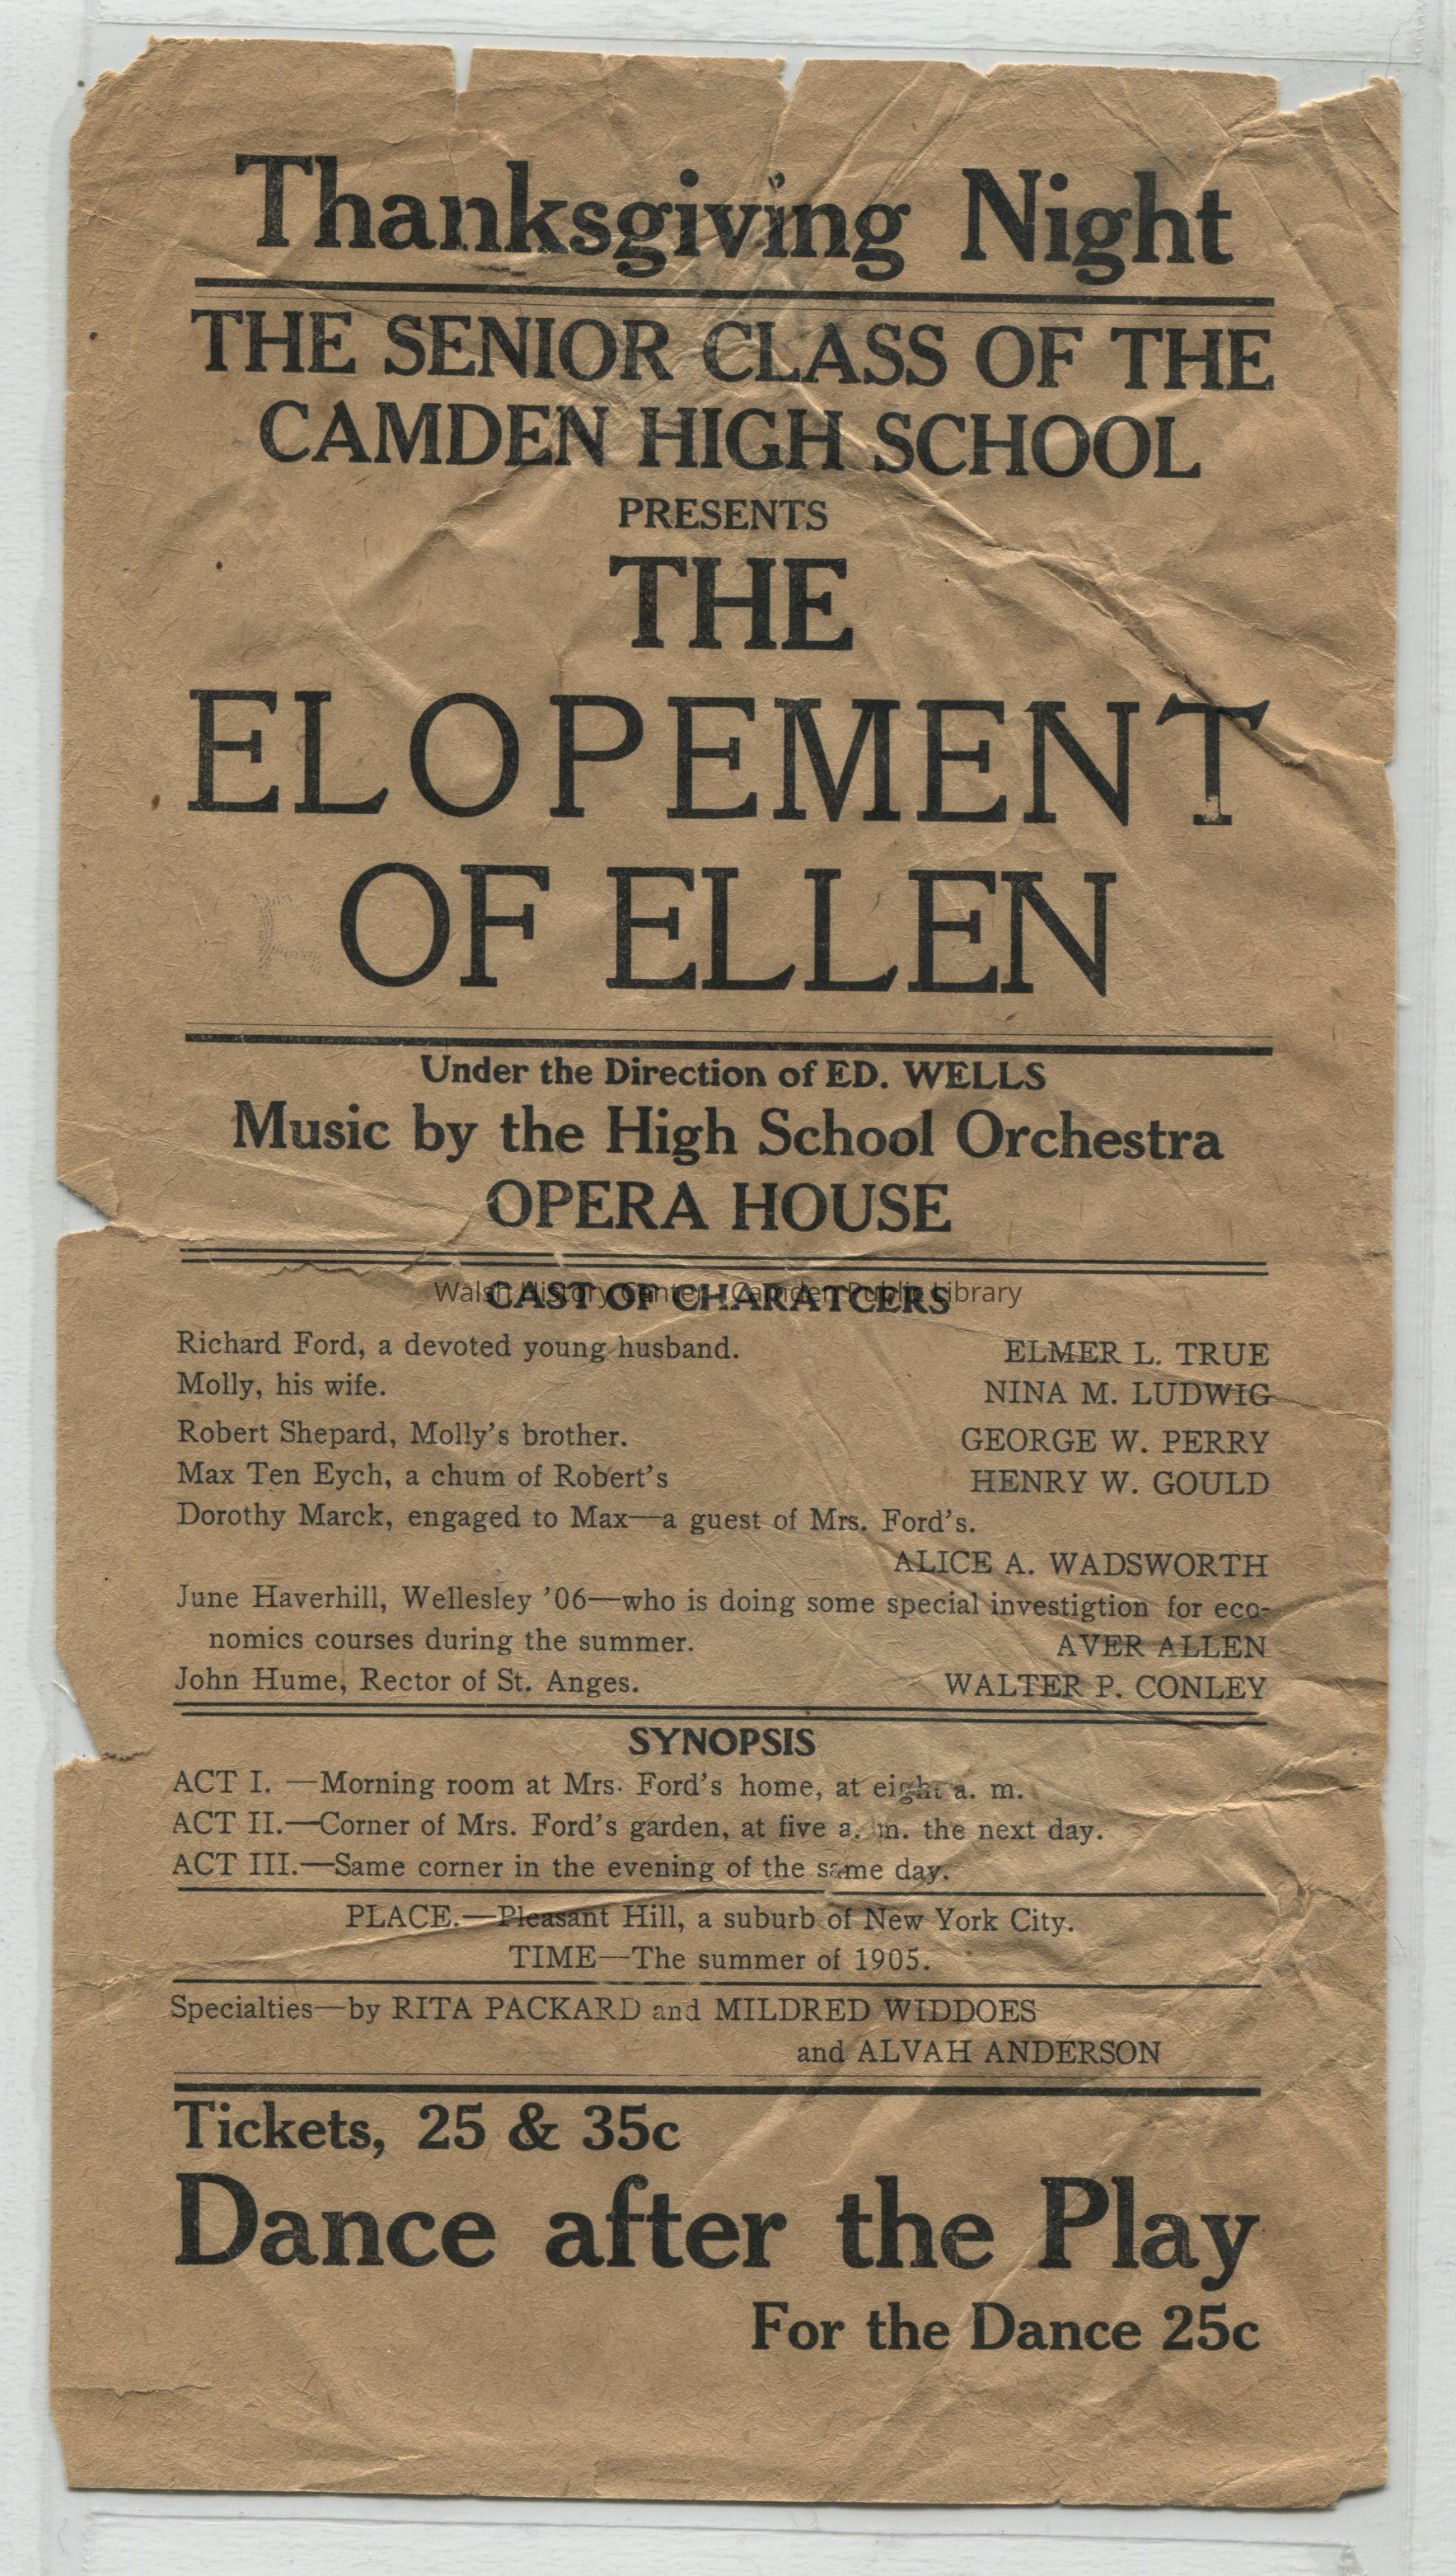 Thanksgiving Night
THE SENIOR CLASS OF THE
CAMDEN HIGH SCHOOL
PRESENTS
THE
ELOPEMENT
OF ELLEN
Under the Direction of ED. WELLS
Music by the High School Orchestra
OPERA HOUSE
Walsh History Center - Camden Public Library
CAST OF CHARATCERS
Richard Ford, a devoted young husband. ELMER L. TRUE
Molly, his wife. NINA M. LUDWIG
Robert Shepard, Molly's brother. GEORGE W. PERRY
Max Ten Eych, a chum of Robert's HENRY W. GOULD
Dorothy Marck, engaged to Max—a guest of Mrs. Ford's.
ALICE A. WADSWORTH
June Haverhill, Wellesley '06—who is doing some special investigtion for eco-
nomics courses during the summer. AVER ALLEN
John Hume, Rector of St. Anges. WALTER P. CONLEY
SYNOPSIS
ACT I. —Morning room at Mrs. Ford's home, at eight a. m.
ACT II.—Corner of Mrs. Ford's garden, at five a. m. the next day.
ACT III.—Same corner in the evening of the same day.
PLACE.—Pleasant Hill, a suburb of New York City.
TIME—The summer of 1905.
Specialties—by RITA PACKARD and MILDRED WIDDOES
and ALVAH ANDERSON
Tickets, 25 & 35c
Dance after the Play
For the Dance 25c